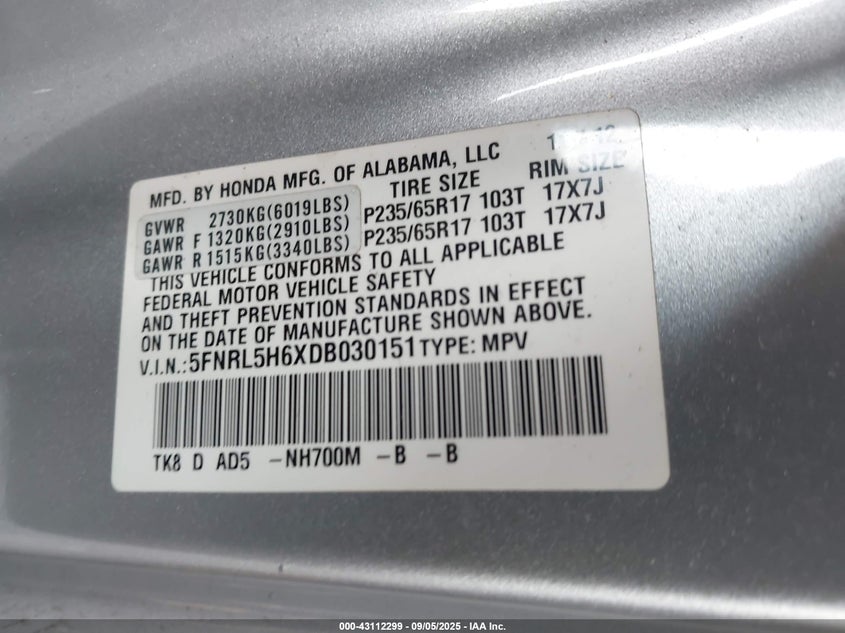 MFD. BY HONDA MFG. OF ALABAMA, LLC
TIRE SIZE RIM SIZE
GVWR 2730KG(6019LBS)
GAWR F 1320KG(2910LBS) P235/65R17 103T 17X7J
GAWR R 1515KG(3340LBS) P235/65R17 103T 17X7J
THIS VEHICLE CONFORMS TO ALL APPLICABLE
FEDERAL MOTOR VEHICLE SAFETY
AND THEFT PREVENTION STANDARDS IN EFFECT
ON THE DATE OF MANUFACTURE SHOWN ABOVE.
V.I.N.: 5FNRL5H6XDB030151 TYPE: MPV
TK8 D AD5 -NH700M -B -B
000-43112299 - 09/05/2025 - IAA Inc.